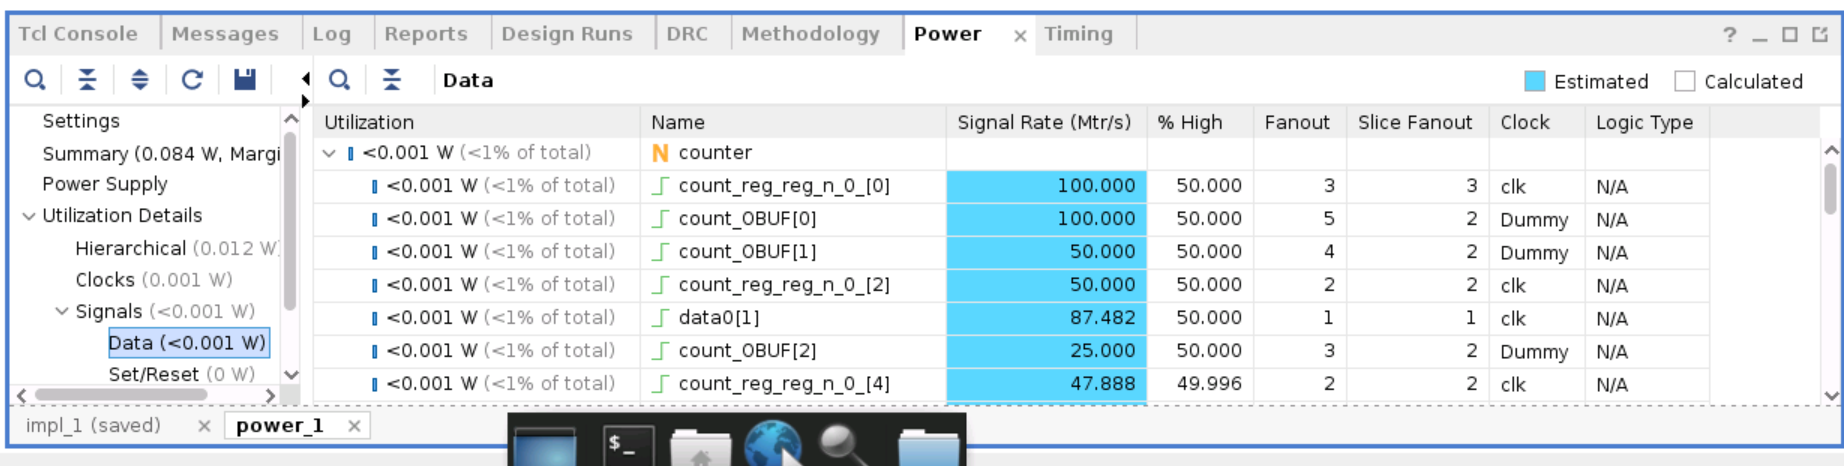 Tcl Console Messages Log Reports Design Runs DRC Methodology Power × Timing ? _
Data Estimated Calculated
Settings
Summary (0.084 W, Margi
Power Supply
Utilization Details
Hierarchical (0.012 W)
Clocks (0.001 W)
Signals (<0.001 W)
Data (<0.001 W)
Set/Reset (0 W)
Utilization Name Signal Rate (Mtr/s) % High Fanout Slice Fanout Clock Logic Type
<0.001 W (<1% of total) N counter
<0.001 W (<1% of total) count_reg_reg_n_0_[0] 100.000 50.000 3 3 clk N/A
<0.001 W (<1% of total) count_OBUF[0] 100.000 50.000 5 2 Dummy N/A
<0.001 W (<1% of total) count_OBUF[1] 50.000 50.000 4 2 Dummy N/A
<0.001 W (<1% of total) count_reg_reg_n_0_[2] 50.000 50.000 2 2 clk N/A
<0.001 W (<1% of total) data0[1] 87.482 50.000 1 1 clk N/A
<0.001 W (<1% of total) count_OBUF[2] 25.000 50.000 3 2 Dummy N/A
<0.001 W (<1% of total) count_reg_reg_n_0_[4] 47.888 49.996 2 2 clk N/A
impl_1 (saved) × power_1 ×
$_